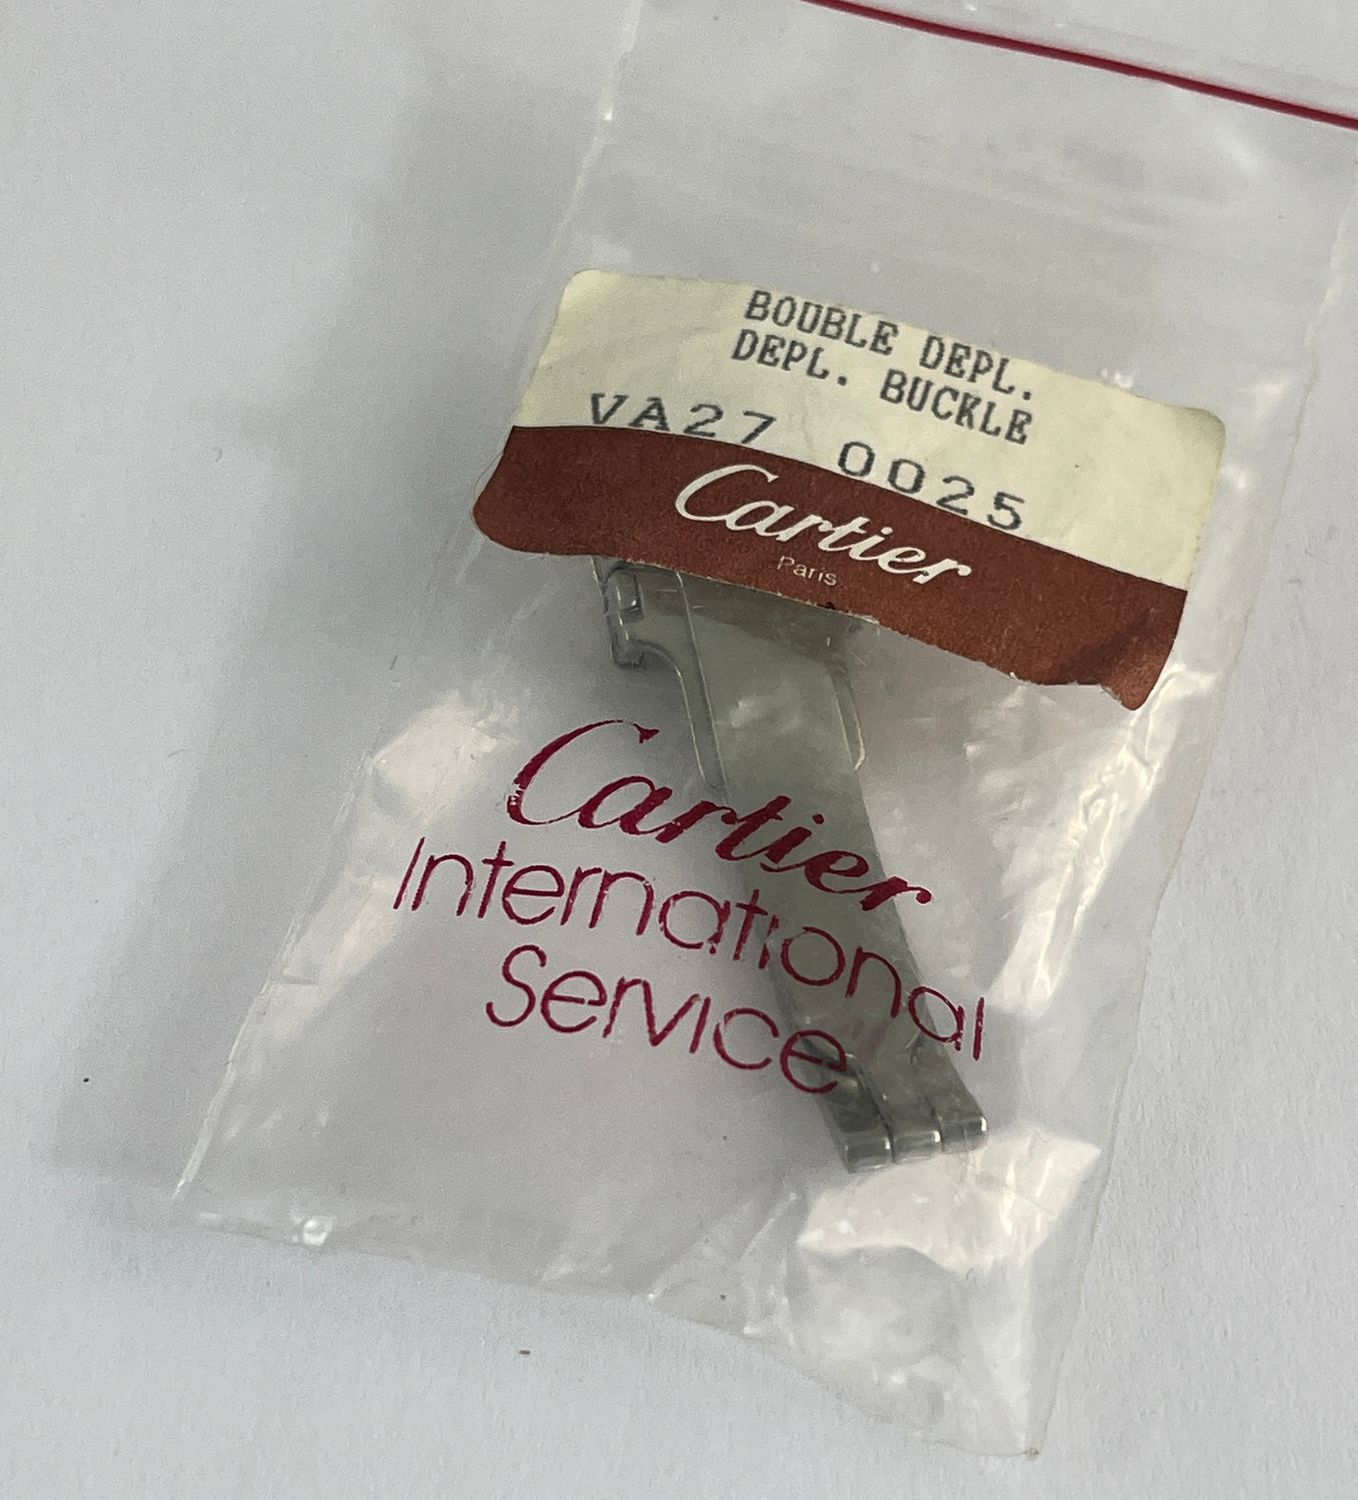 BOUBLE DEPL.
DEPL. BUCKLE
VA27 0025
Cartier
Paris
Cartier
International
Service